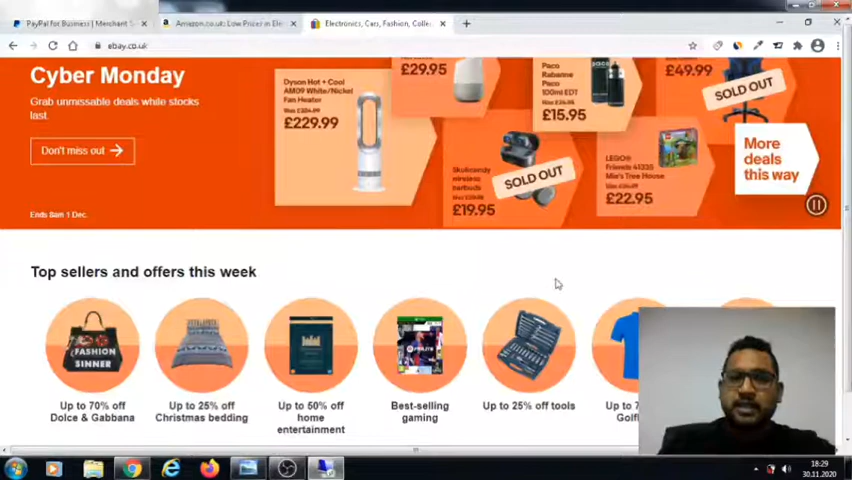 PayPal for Business | Merchant S
Amazon.co.uk: Low Prices in Ele
Electronics, Cars, Fashion, Collec
ebay.co.uk
Cyber Monday
Grab unmissable deals while stocks
last.
Don't miss out
Ends 8am 1 Dec.
Dyson Hot + Cool
AM09 White/Nickel
Fan Heater
£229.99
£29.95
Paco
Rabanne
Paco
100ml EDT
£15.95
£49.99
SOLD OUT
Skullcandy
wireless
earbuds
SOLD OUT
£19.95
LEGO®
Friends 41335
Mia's Tree House
£22.95
More
deals
this way
Top sellers and offers this week
FASHION
SINNER
Up to 70% off
Dolce & Gabbana
Up to 25% off
Christmas bedding
Up to 50% off
home
entertainment
Best-selling
gaming
Up to 25% off tools
Up to 7
Golf
18:29
30.11.2020